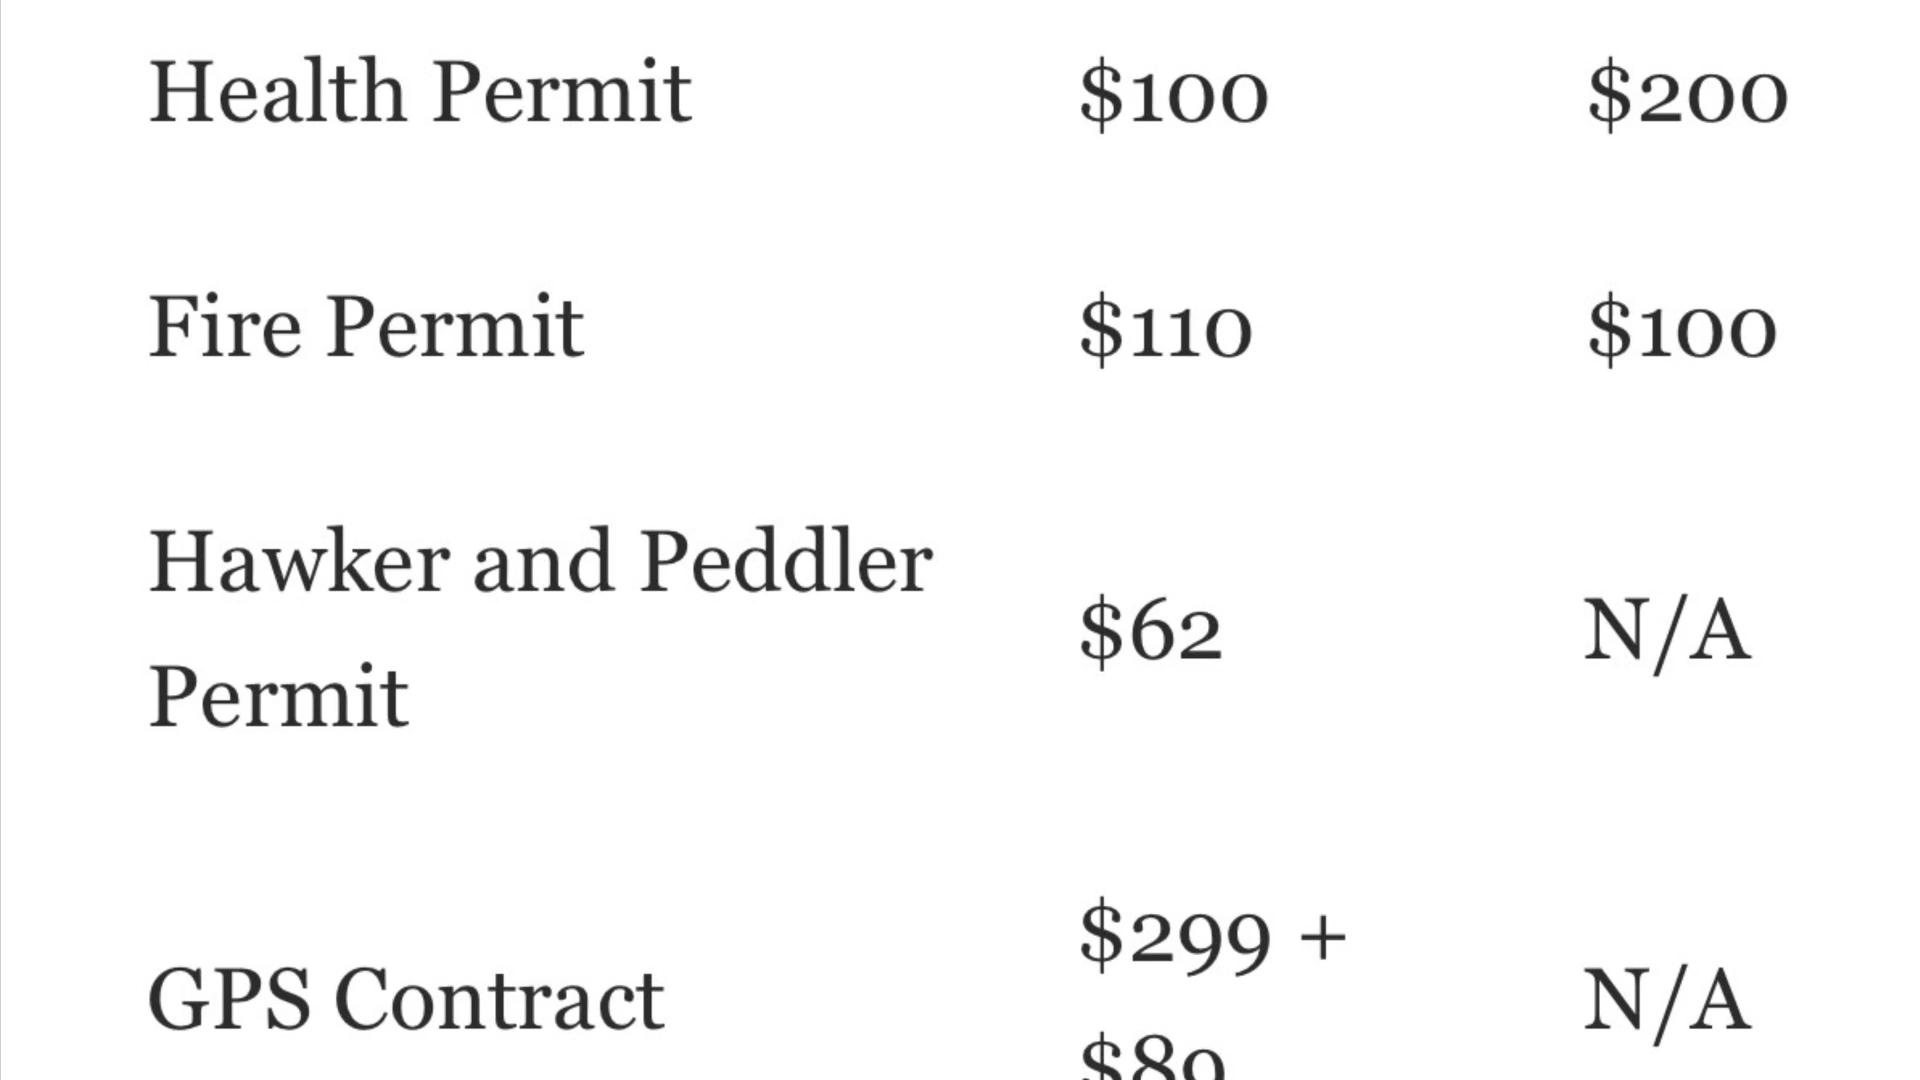 Health Permit $100 $200
Fire Permit $110 $100
Hawker and Peddler
Permit $62 N/A
$299 +
GPS Contract N/A